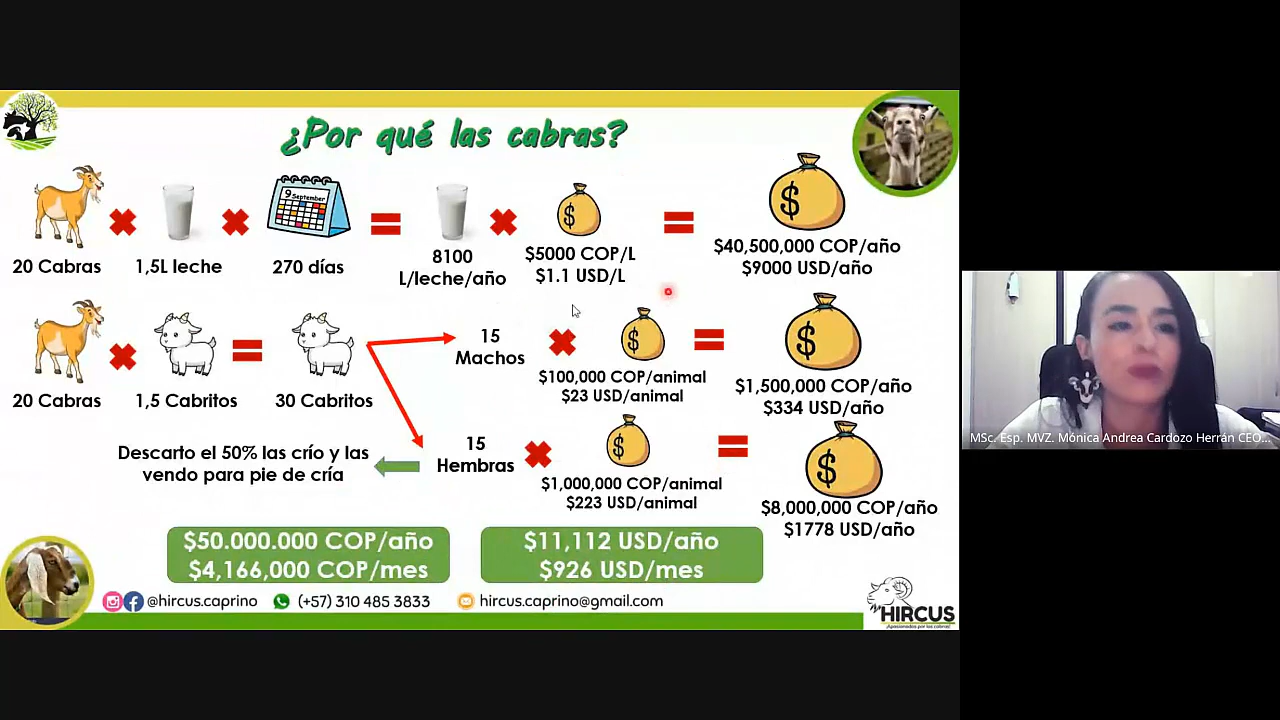 ¿Por qué las cabras?
9 September
20 Cabras
1,5L leche
270 días
8100
L/leche/año
$5000 COP/L
$1.1 USD/L
$40,500,000 COP/año
$9000 USD/año
20 Cabras
1,5 Cabritos
30 Cabritos
15
Machos
$100,000 COP/animal
$23 USD/animal
$1,500,000 COP/año
$334 USD/año
Descarto el 50% las crío y las
vendo para pie de cría
15
Hembras
$1,000,000 COP/animal
$223 USD/animal
$8,000,000 COP/año
$1778 USD/año
$50.000.000 COP/año
$4,166,000 COP/mes
$11,112 USD/año
$926 USD/mes
@hircus.caprino
(+57) 310 485 3833
hircus.caprino@gmail.com
HIRCUS
¡Apasionados por las cabras!
MSc. Esp. MVZ. Mónica Andrea Cardozo Herrán CEO...